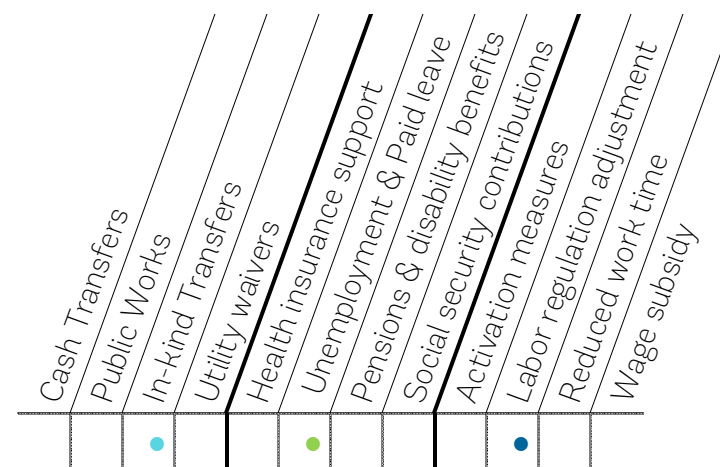 Cash Transfers
Public Works
In-kind Transfers
Utility waivers
Health insurance support
Unemployment & Paid leave
Pensions & disability benefits
Social security contributions
Activation measures
Labor regulation adjustment
Reduced work time
Wage subsidy